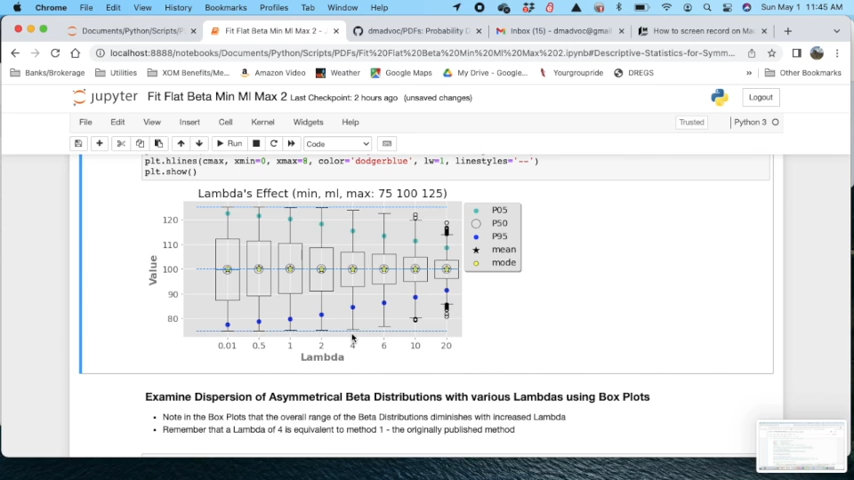 Chrome File Edit View History Bookmarks Profiles Tab Window Help Sun May 1 11:45 AM
Documents/Python/Scripts/P Fit Flat Beta Min Ml Max 2 - dmadvoc/PDFs: Probability D Inbox (15) - dmadvoc@gmai How to screen record on Ma
localhost:8888/notebooks/Documents/Python/Scripts/PDFs/Fit%20Flat%20Beta%20Min%20Ml%20Max%202.ipynb#Descriptive-Statistics-for-Symm...
Banks/Brokerage Utilities XOM Benefits/Me... Amazon Video Weather Google Maps My Drive - Google... Yourgroupride DREGS » Other Bookmarks
jupyter Fit Flat Beta Min Ml Max 2 Last Checkpoint: 2 hours ago (unsaved changes) Logout
File Edit View Insert Cell Kernel Widgets Help Trusted Python 3
Run Code
plt.hlines(cmax, xmin=0, xmax=8, color='dodgerblue', lw=1, linestyles='--')
plt.show()
Lambda's Effect (min, ml, max: 75 100 125)
P05
P50
P95
mean
mode
120
110
100
90
80
Value
0.01 0.5 1 2 4 6 10 20
Lambda
Examine Dispersion of Asymmetrical Beta Distributions with various Lambdas using Box Plots
• Note in the Box Plots that the overall range of the Beta Distributions diminishes with increased Lambda
• Remember that a Lambda of 4 is equivalent to method 1 - the originally published method